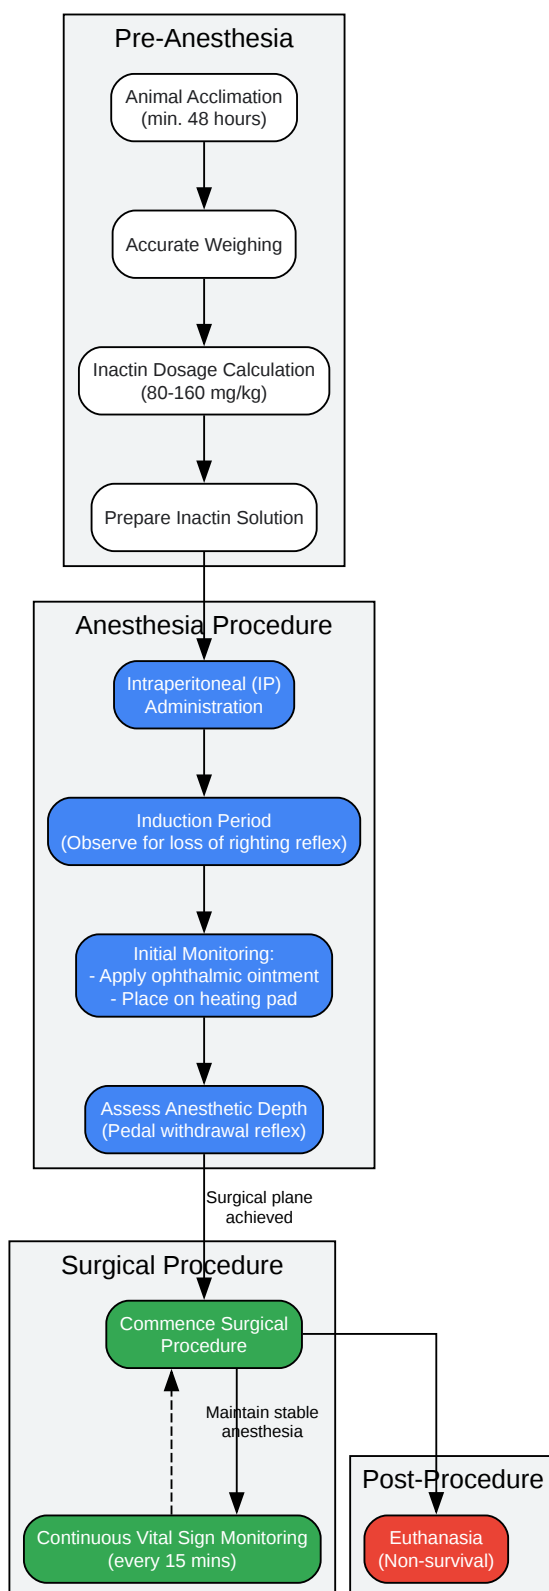 Pre-Anesthesia
Animal Acclimation
(min. 48 hours)
Accurate Weighing
Inactin Dosage Calculation
(80-160 mg/kg)
Prepare Inactin Solution
Anesthesia Procedure
Intraperitoneal (IP)
Administration
Induction Period
(Observe for loss of righting reflex)
Initial Monitoring:
- Apply ophthalmic ointment
- Place on heating pad
Assess Anesthetic Depth
(Pedal withdrawal reflex)
Surgical plane
achieved
Surgical Procedure
Commence Surgical
Procedure
Maintain stable
anesthesia
Continuous Vital Sign Monitoring
(every 15 mins)
Post-Procedure
Euthanasia
(Non-survival)